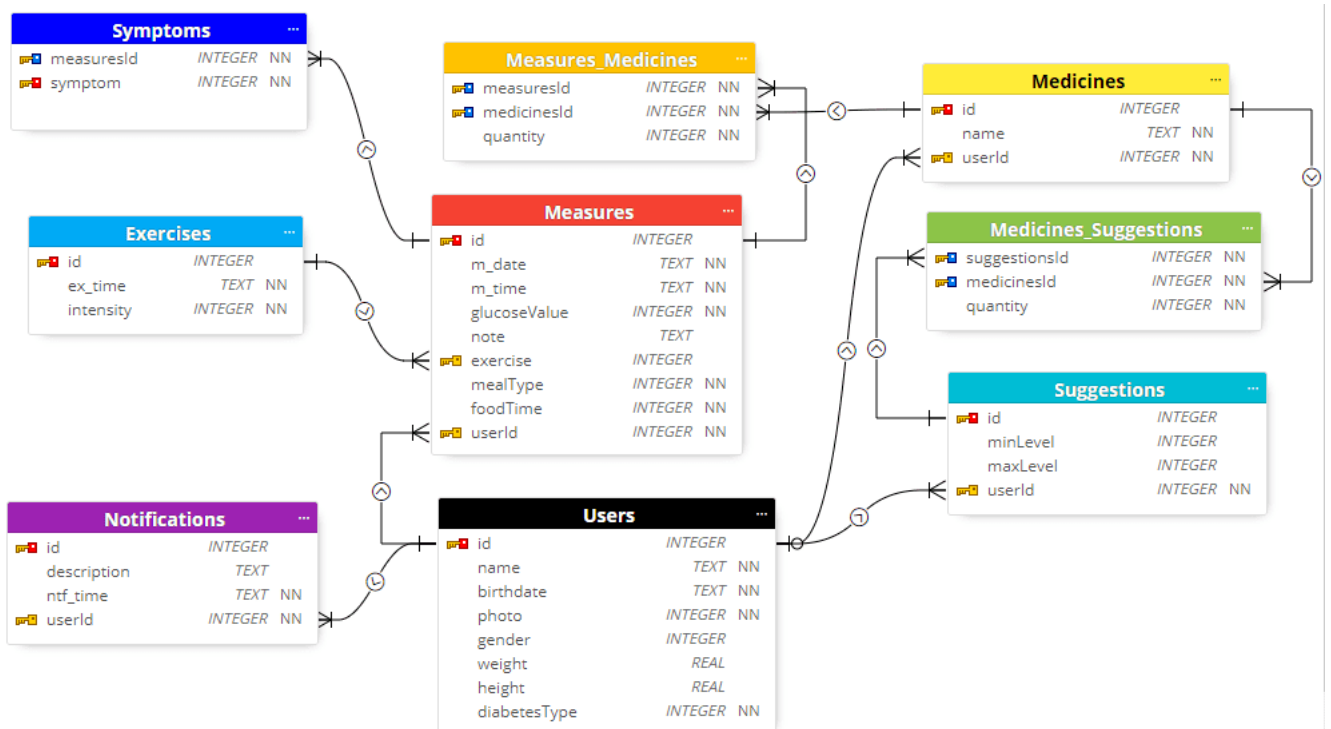 Symptoms ...
measuresId INTEGER NN
symptom INTEGER NN
Measures_Medicines ...
measuresId INTEGER NN
medicinesId INTEGER NN
quantity INTEGER NN
Medicines ...
id INTEGER
name TEXT NN
userId INTEGER NN
Exercises ...
id INTEGER
ex_time TEXT NN
intensity INTEGER NN
Measures ...
id INTEGER
m_date TEXT NN
m_time TEXT NN
glucoseValue INTEGER NN
note TEXT
exercise INTEGER
mealType INTEGER NN
foodTime INTEGER NN
userId INTEGER NN
Medicines_Suggestions ...
suggestionsId INTEGER NN
medicinesId INTEGER NN
quantity INTEGER NN
Suggestions ...
id INTEGER
minLevel INTEGER
maxLevel INTEGER
userId INTEGER NN
Notifications ...
id INTEGER
description TEXT
ntf_time TEXT NN
userId INTEGER NN
Users ...
id INTEGER
name TEXT NN
birthdate TEXT NN
photo INTEGER NN
gender INTEGER
weight REAL
height REAL
diabetesType INTEGER NN